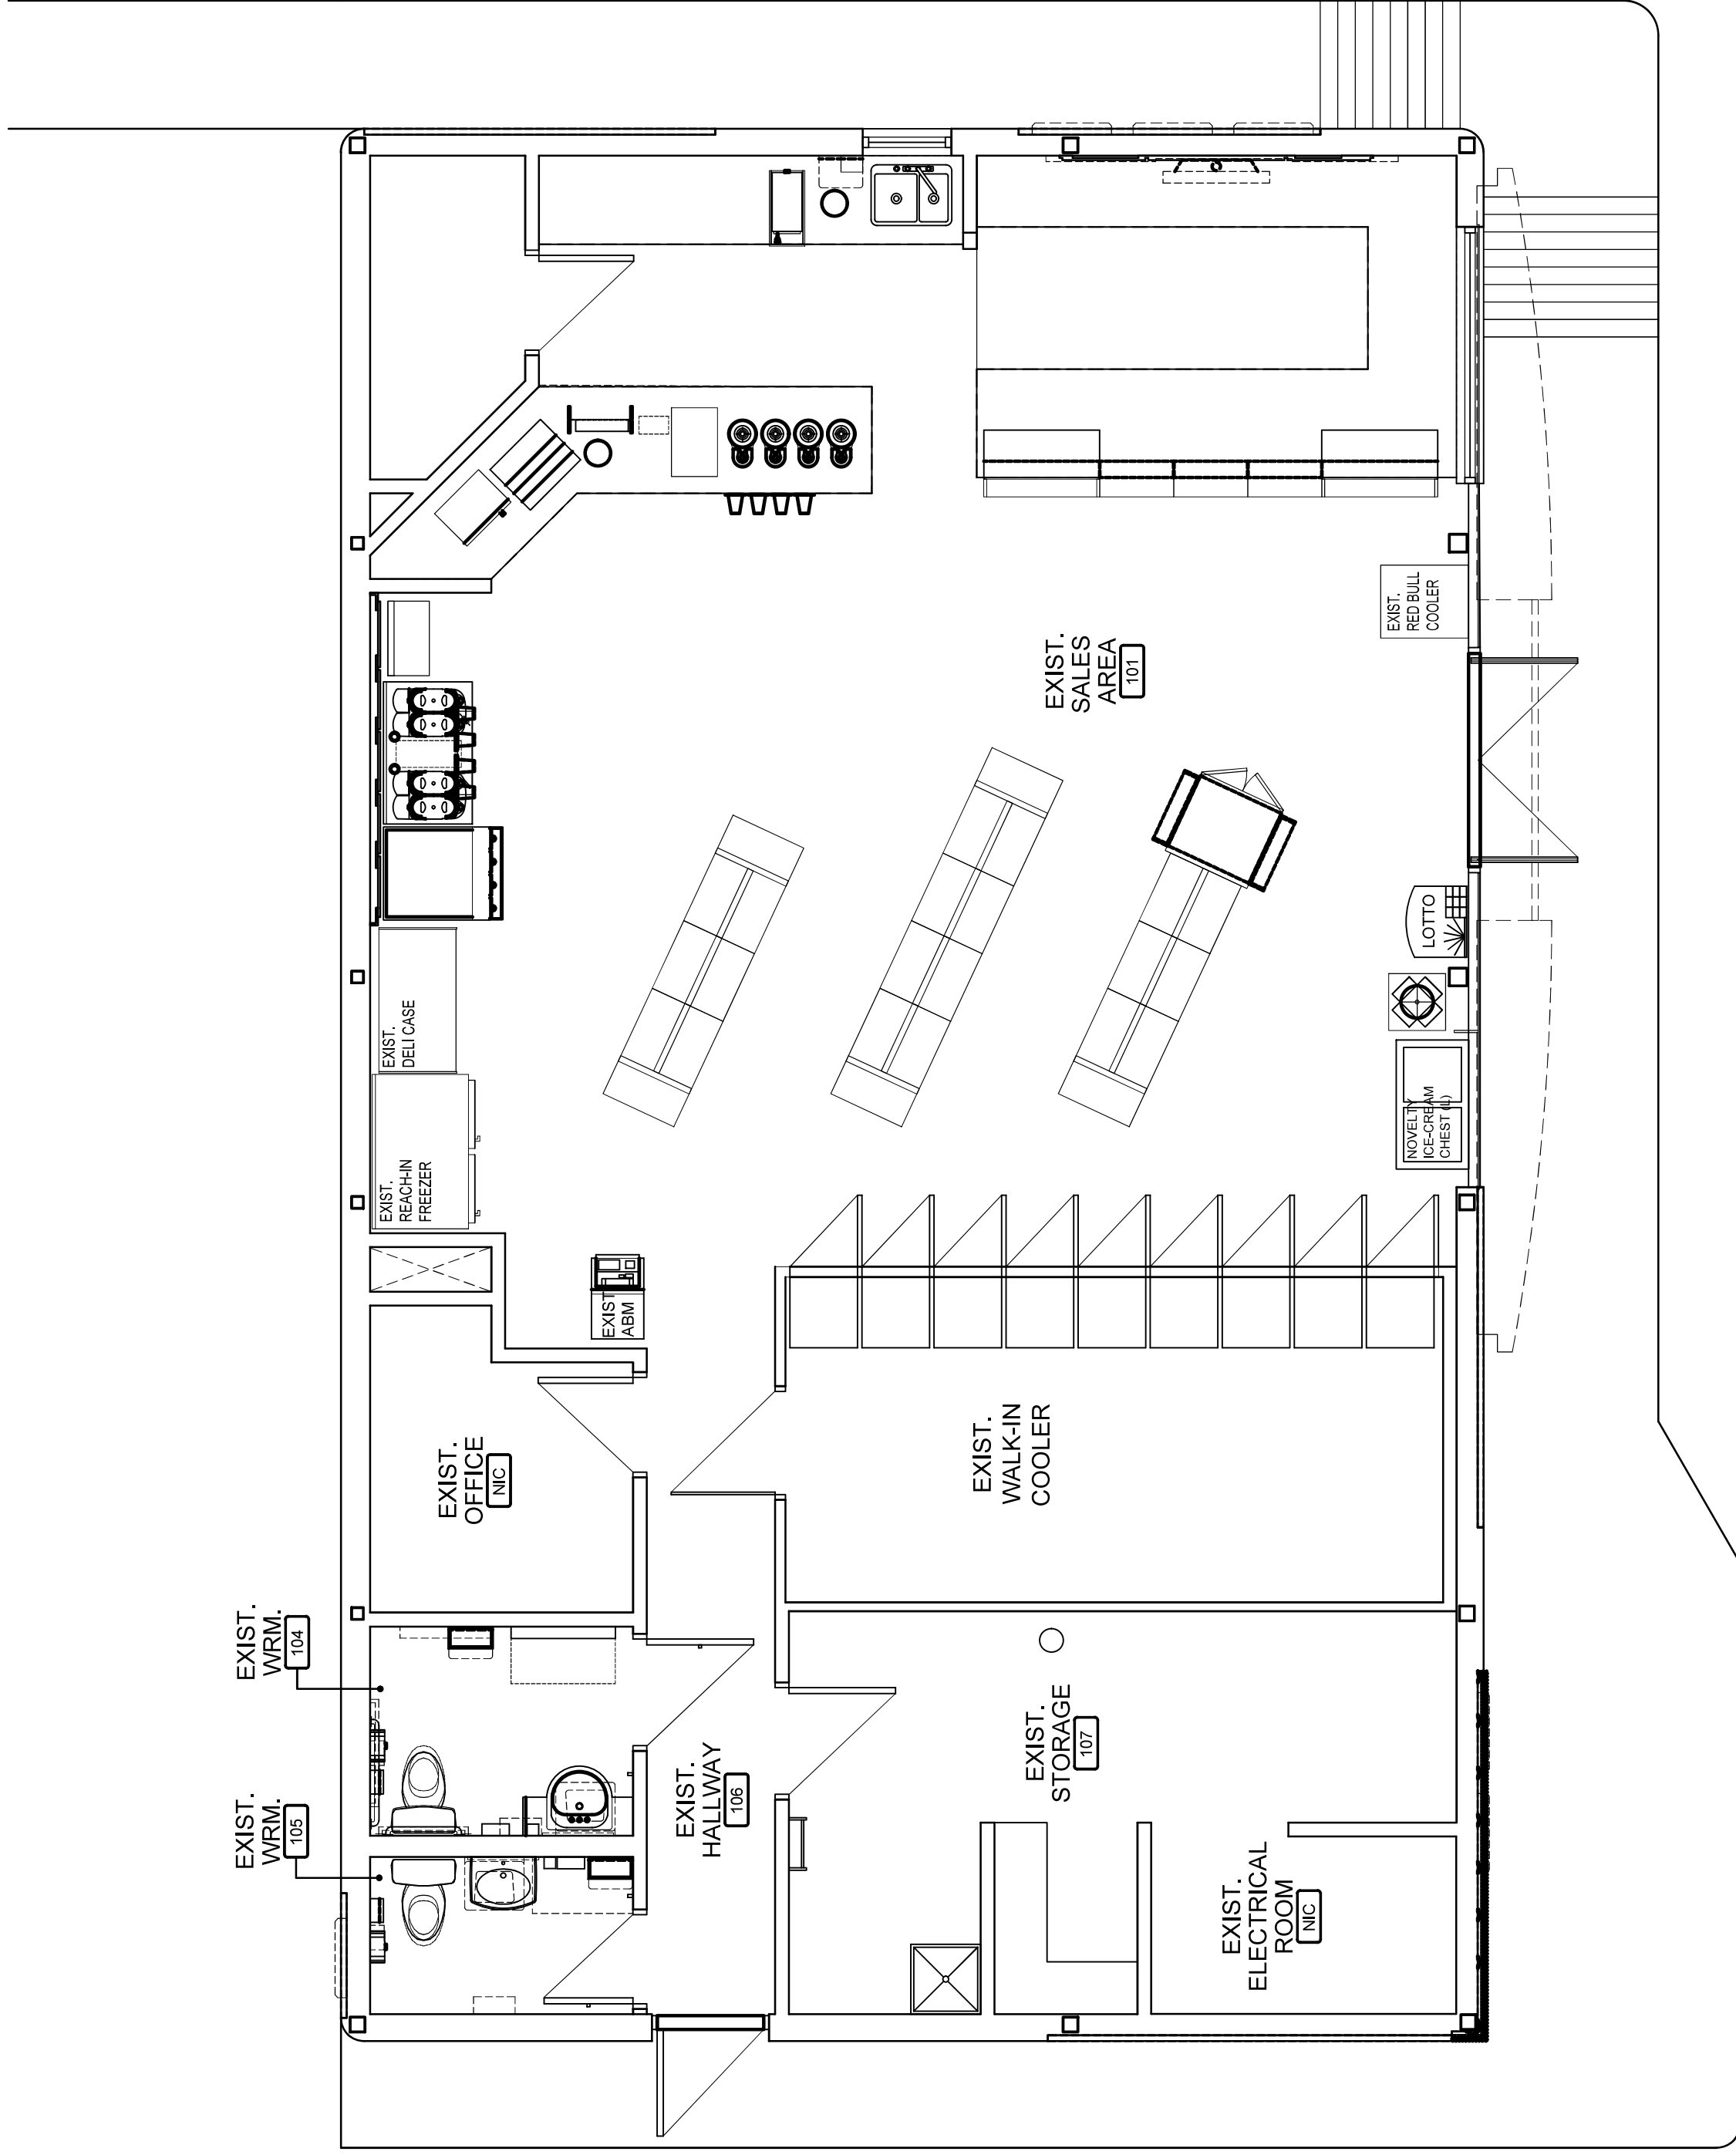 EXIST.
WRM.
105
EXIST.
WRM.
104
EXIST.
OFFICE
NIC
EXIST.
REACH-IN
FREEZER
EXIST.
DELI CASE
EXIST.
ABM
EXIST.
HALLWAY
106
EXIST.
WALK-IN
COOLER
EXIST.
SALES
AREA
101
EXIST.
STORAGE
107
EXIST.
ELECTRICAL
ROOM
NIC
NOVELTY
ICE-CREAM
CHEST (L)
LOTTO
EXIST.
RED BULL
COOLER